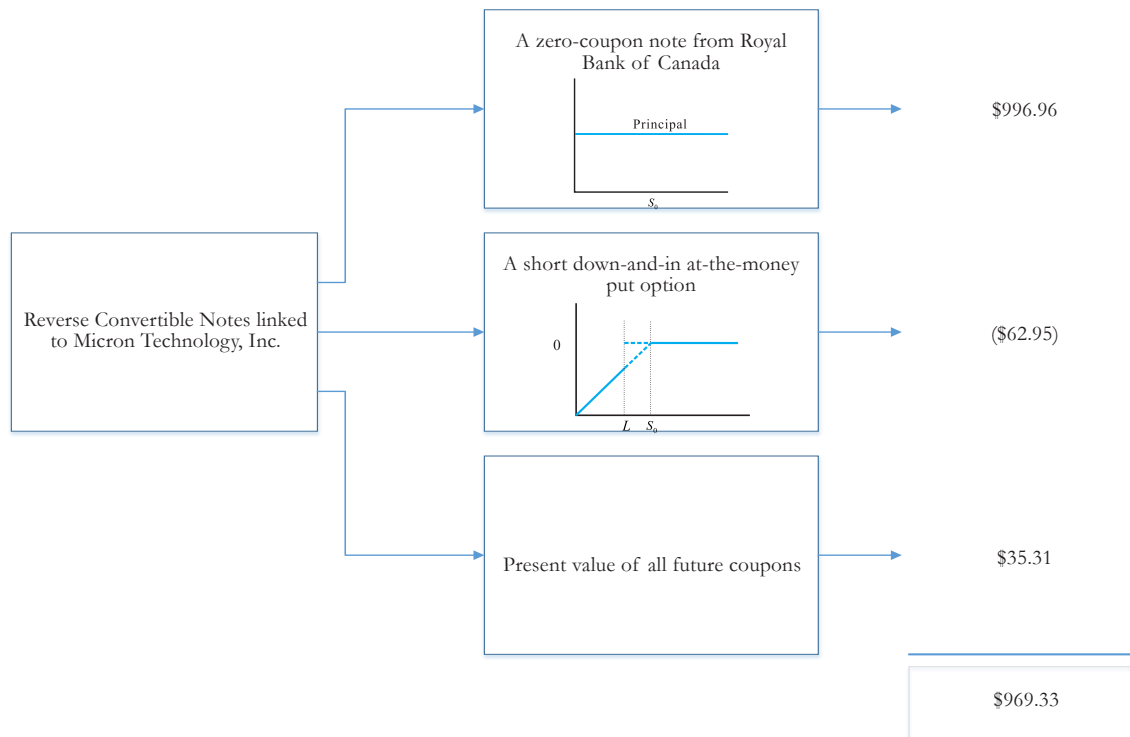 A zero-coupon note from Royal
Bank of Canada
Principal
S₀
$996.96
Reverse Convertible Notes linked
to Micron Technology, Inc.
A short down-and-in at-the-money
put option
0
L S₀
($62.95)
Present value of all future coupons
$35.31
$969.33